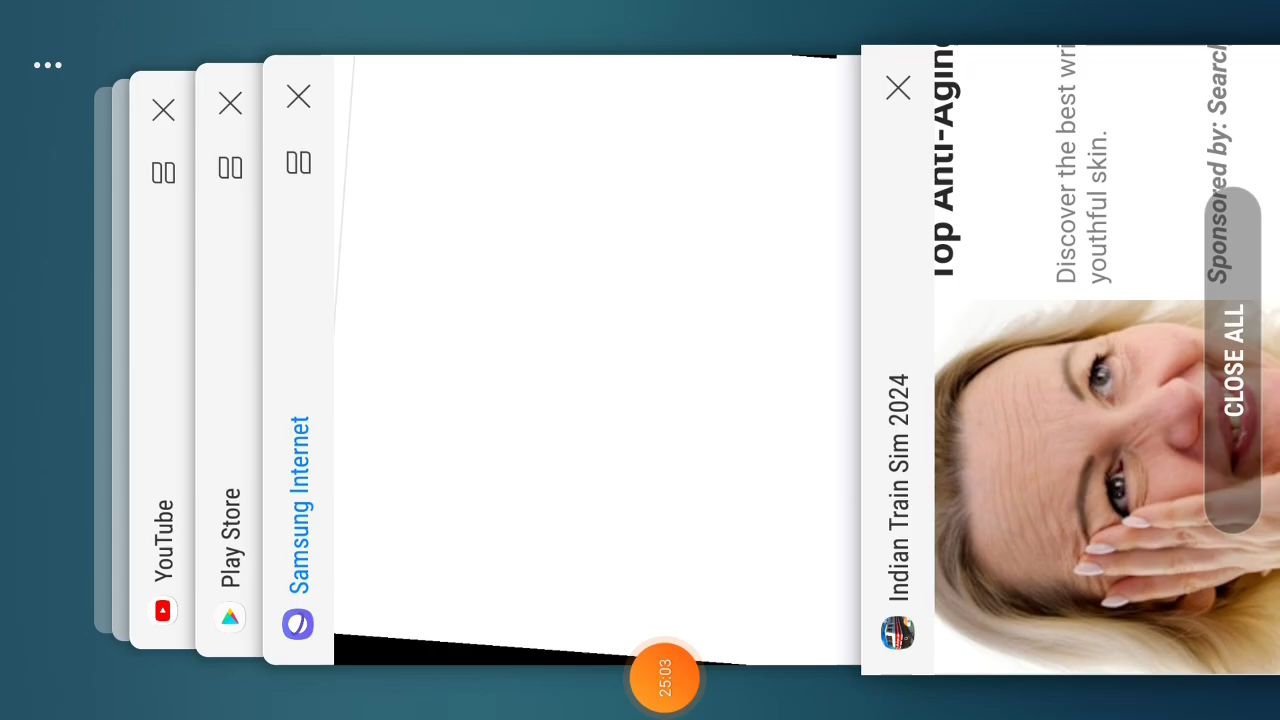 YouTube
Play Store
Samsung Internet
Indian Train Sim 2024
Top Anti-Aging
Discover the best wri
youthful skin.
Sponsored by: Search
CLOSE ALL
25:03